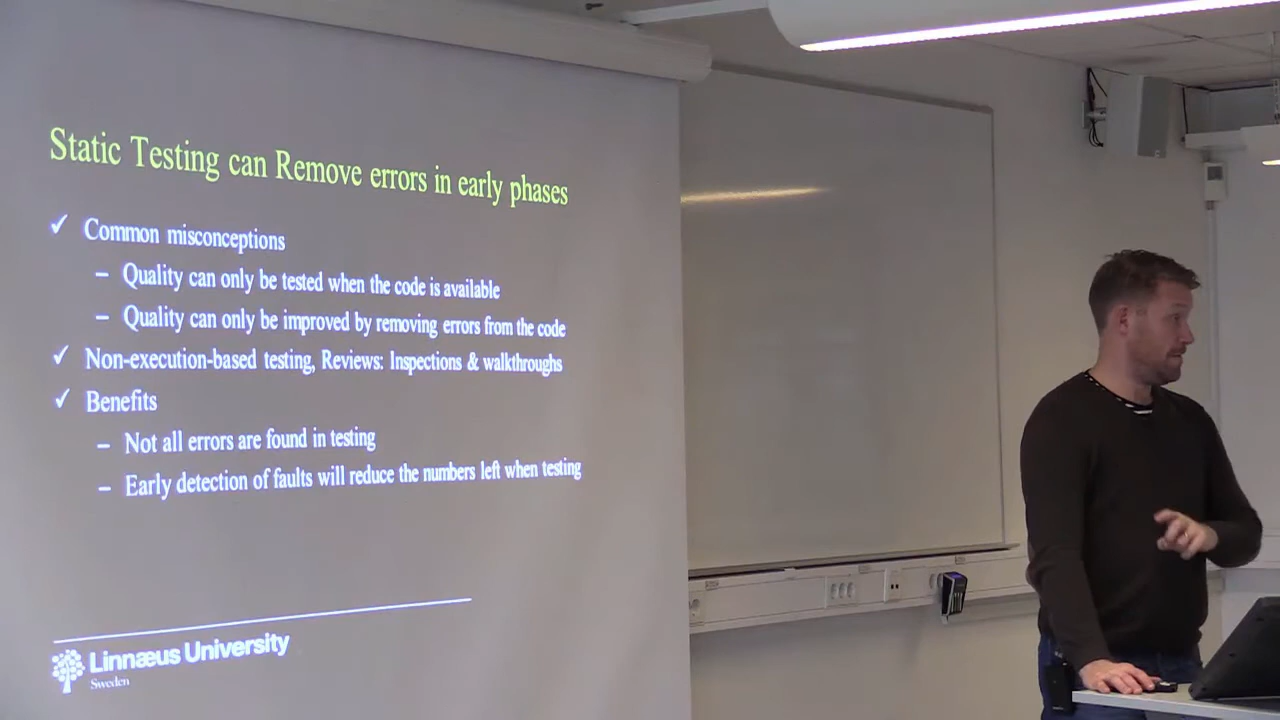 Static Testing can Remove errors in early phases
✓ Common misconceptions
– Quality can only be tested when the code is available
– Quality can only be improved by removing errors from the code
✓ Non-execution-based testing, Reviews: Inspections & walkthroughs
✓ Benefits
– Not all errors are found in testing
– Early detection of faults will reduce the numbers left when testing
Linnæus University
Sweden